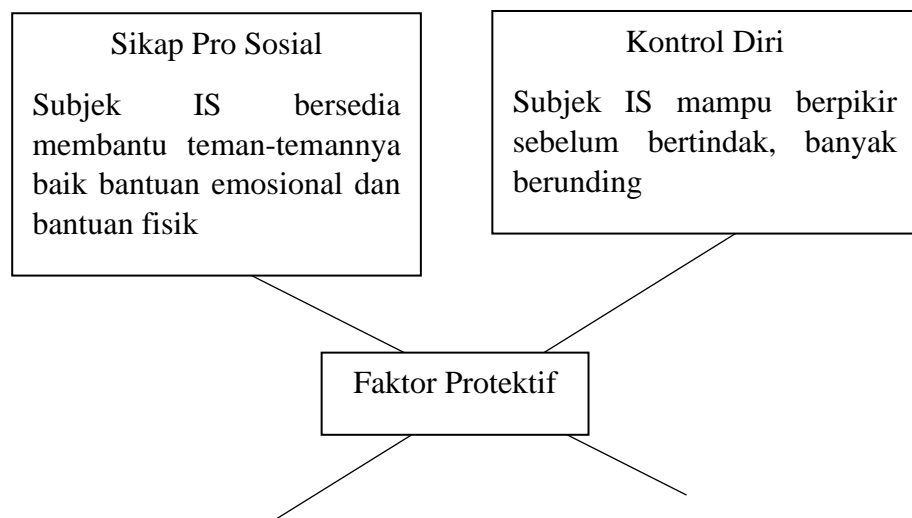 Sikap Pro Sosial
Subjek IS bersedia
membantu teman-temannya
baik bantuan emosional dan
bantuan fisik
Kontrol Diri
Subjek IS mampu berpikir
sebelum bertindak, banyak
berunding
Faktor Protektif